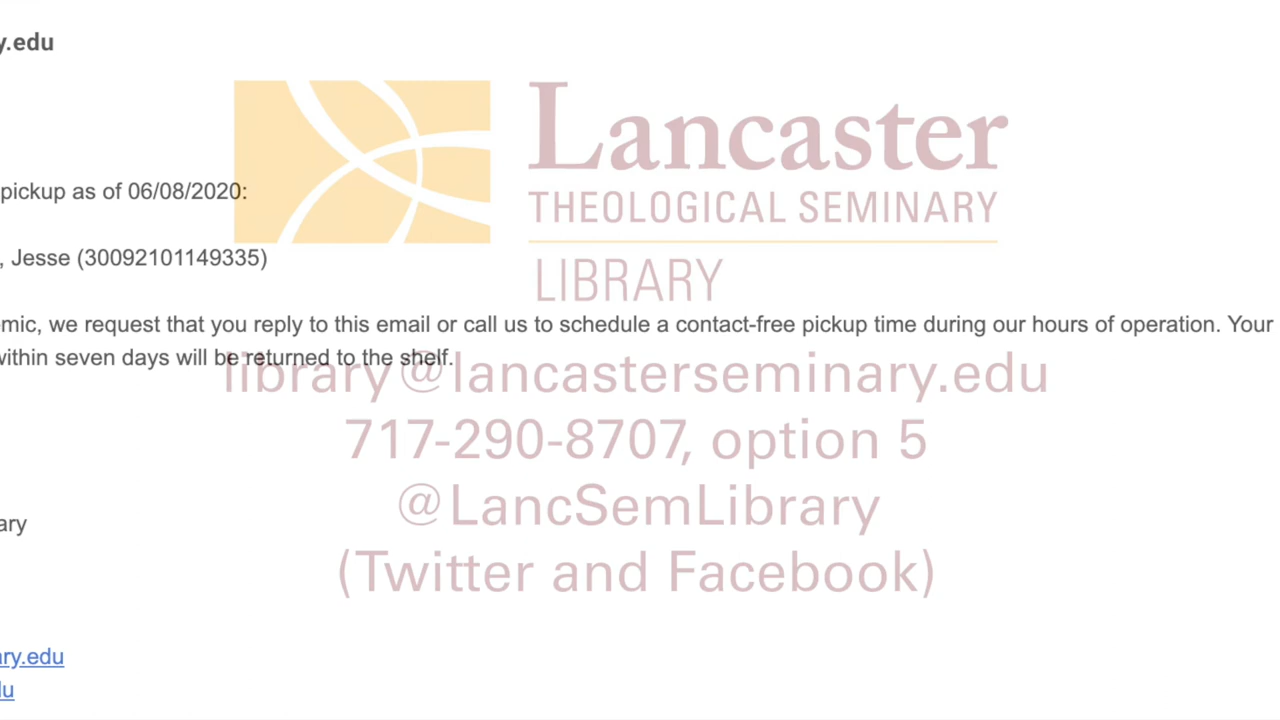 y.edu
Lancaster
THEOLOGICAL SEMINARY
pickup as of 06/08/2020:
, Jesse (30092101149335)
LIBRARY
emic, we request that you reply to this email or call us to schedule a contact-free pickup time during our hours of operation. Your
within seven days will be returned to the shelf.
library@lancasterseminary.edu
717-290-8707, option 5
@LancSemLibrary
ary
(Twitter and Facebook)
ary.edu
du